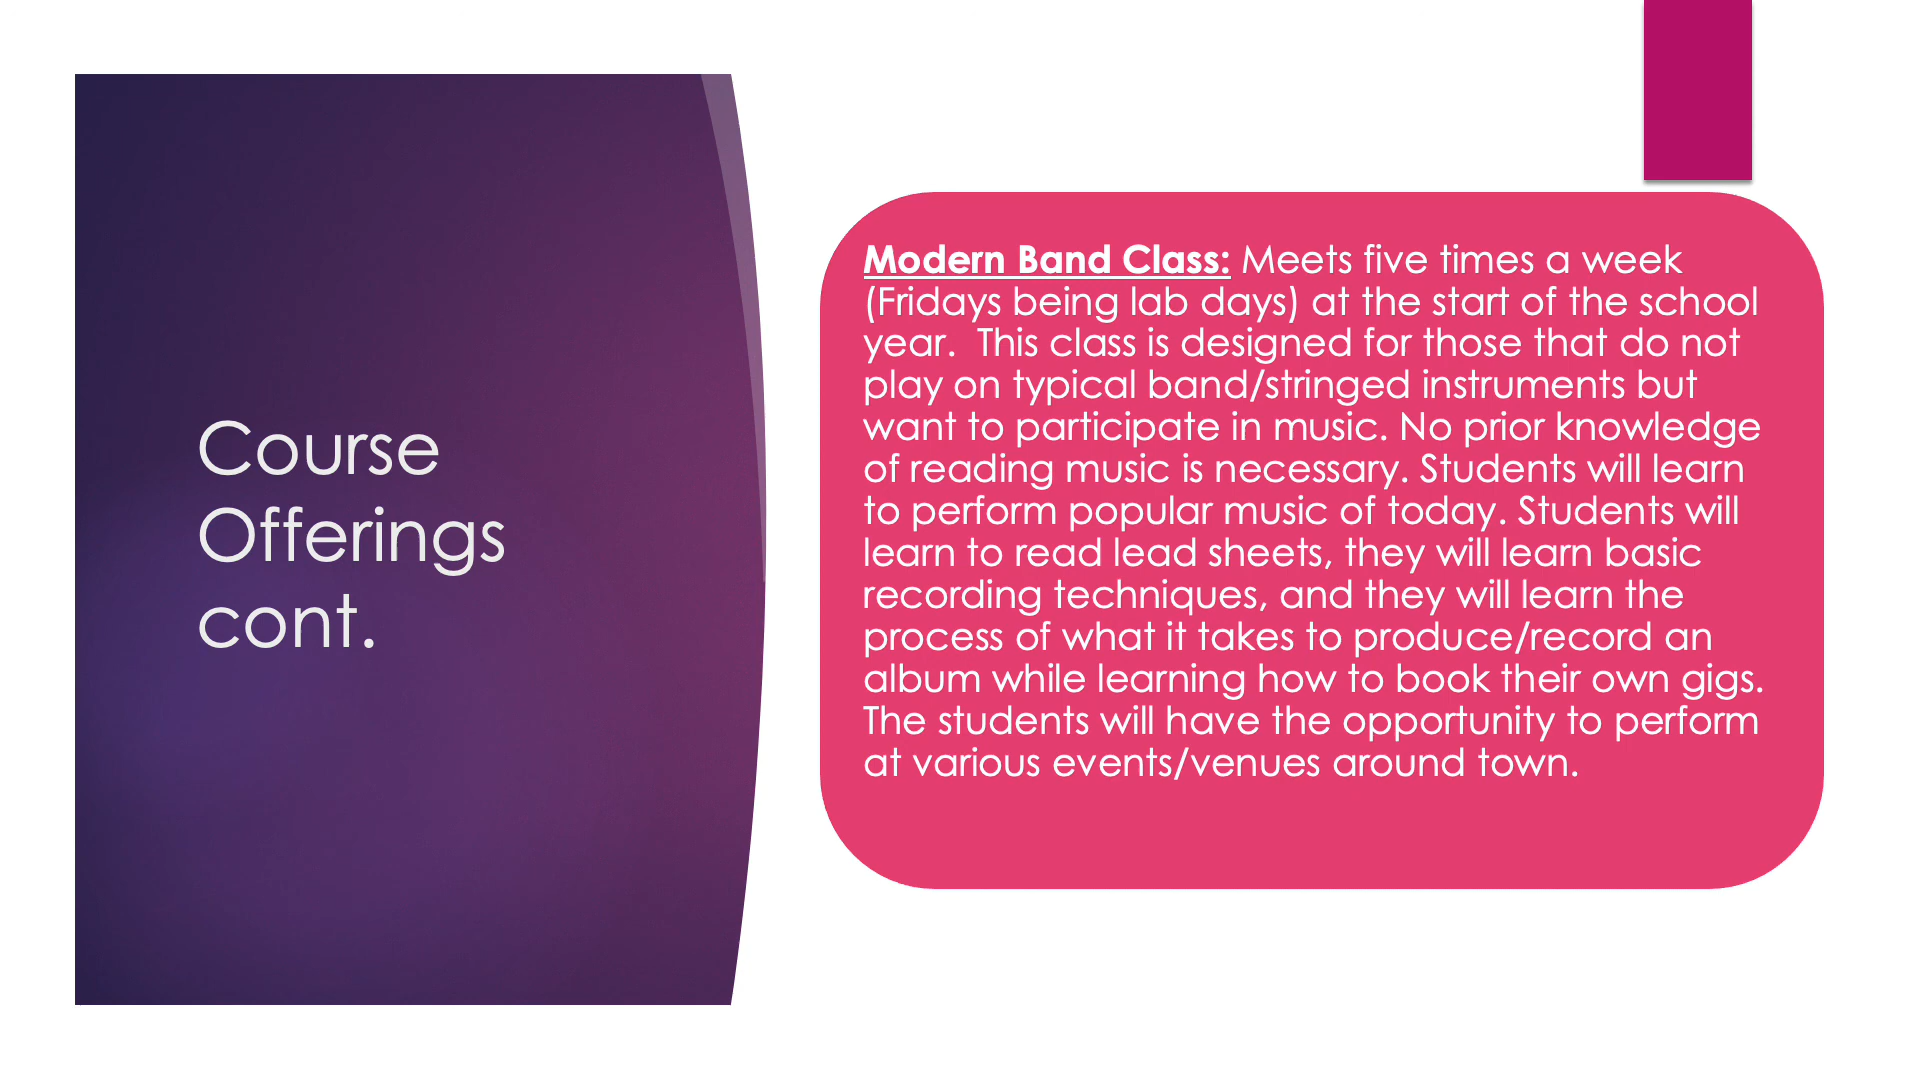 Course
Offerings
cont.
Modern Band Class: Meets five times a week
(Fridays being lab days) at the start of the school
year.  This class is designed for those that do not
play on typical band/stringed instruments but
want to participate in music. No prior knowledge
of reading music is necessary. Students will learn
to perform popular music of today. Students will
learn to read lead sheets, they will learn basic
recording techniques, and they will learn the
process of what it takes to produce/record an
album while learning how to book their own gigs.
The students will have the opportunity to perform
at various events/venues around town.